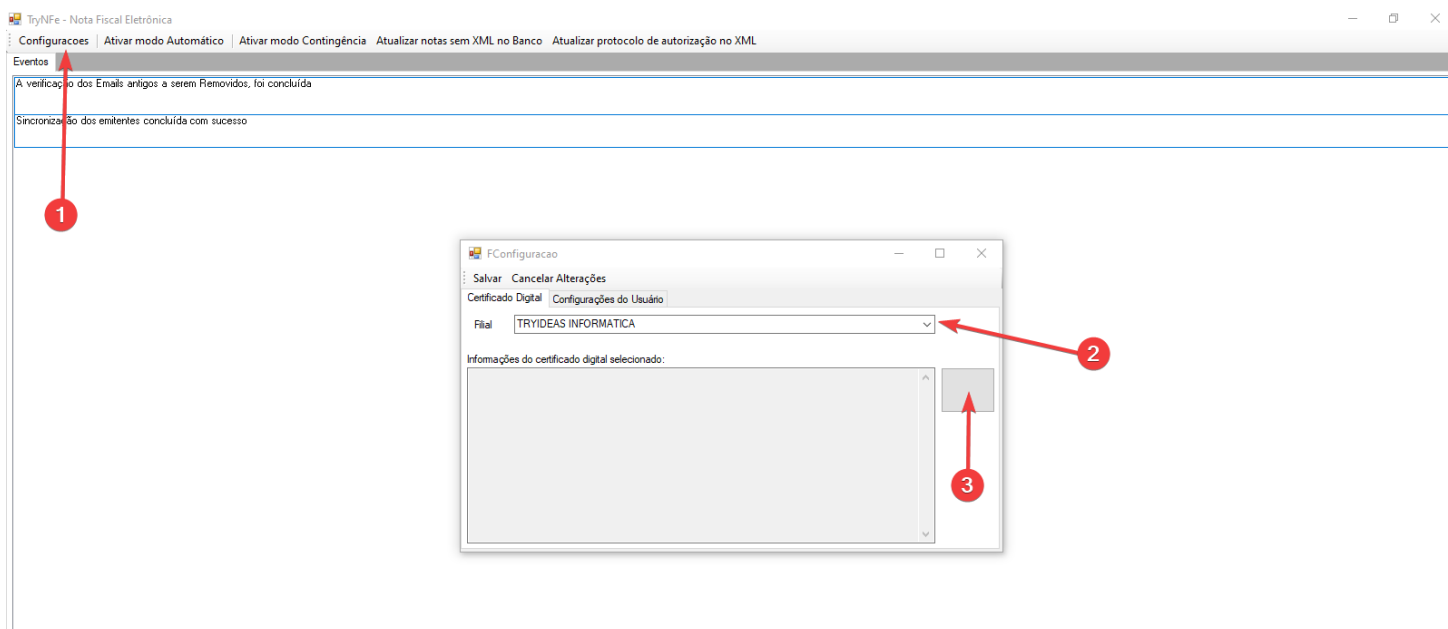 TryNFe - Nota Fiscal Eletrônica
Configuracoes Ativar modo Automático Ativar modo Contingência Atualizar notas sem XML no Banco Atualizar protocolo de autorização no XML
Eventos
A verificação dos Emails antigos a serem Removidos, foi concluída
Sincronização dos emitentes concluída com sucesso
1
FConfiguracao
Salvar Cancelar Alterações
Certificado Digital Configurações do Usuário
Filial TRYIDEAS INFORMATICA
2
Informações do certificado digital selecionado:
3